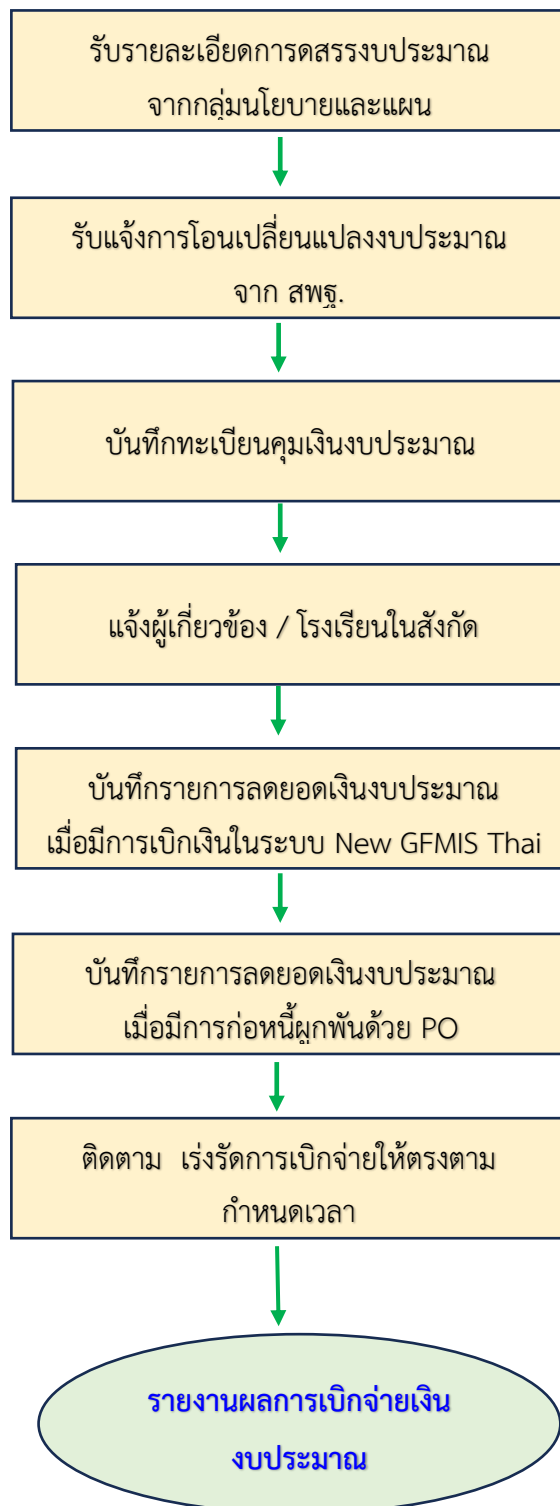 รับรายละเอียดการดสรรงบประมาณ
จากกลุ่มนโยบายและแผน
รับแจ้งการโอนเปลี่ยนแปลงงบประมาณ
จาก สพฐ.
บันทึกทะเบียนคุมเงินงบประมาณ
แจ้งผู้เกี่ยวข้อง / โรงเรียนในสังกัด
บันทึกรายการลดยอดเงินงบประมาณ
เมื่อมีการเบิกเงินในระบบ New GFMIS Thai
บันทึกรายการลดยอดเงินงบประมาณ
เมื่อมีการก่อหนี้ผูกพันด้วย PO
ติดตาม เร่งรัดการเบิกจ่ายให้ตรงตาม
กำหนดเวลา
รายงานผลการเบิกจ่ายเงิน
งบประมาณ